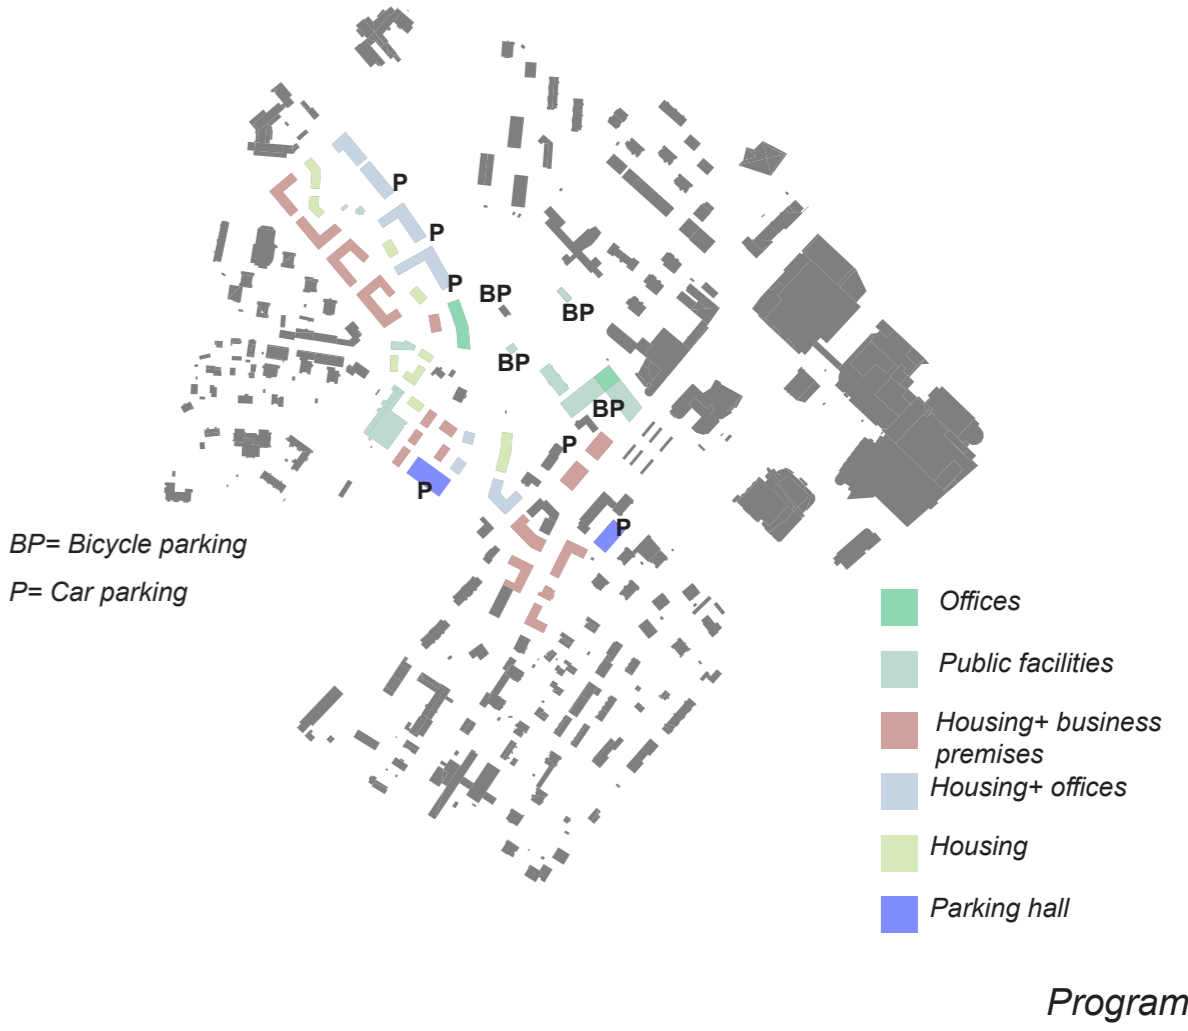 P
P
P
BP
BP
BP
BP
P
P
P
BP= Bicycle parking
P= Car parking
Offices
Public facilities
Housing+ business
premises
Housing+ offices
Housing
Parking hall
Program